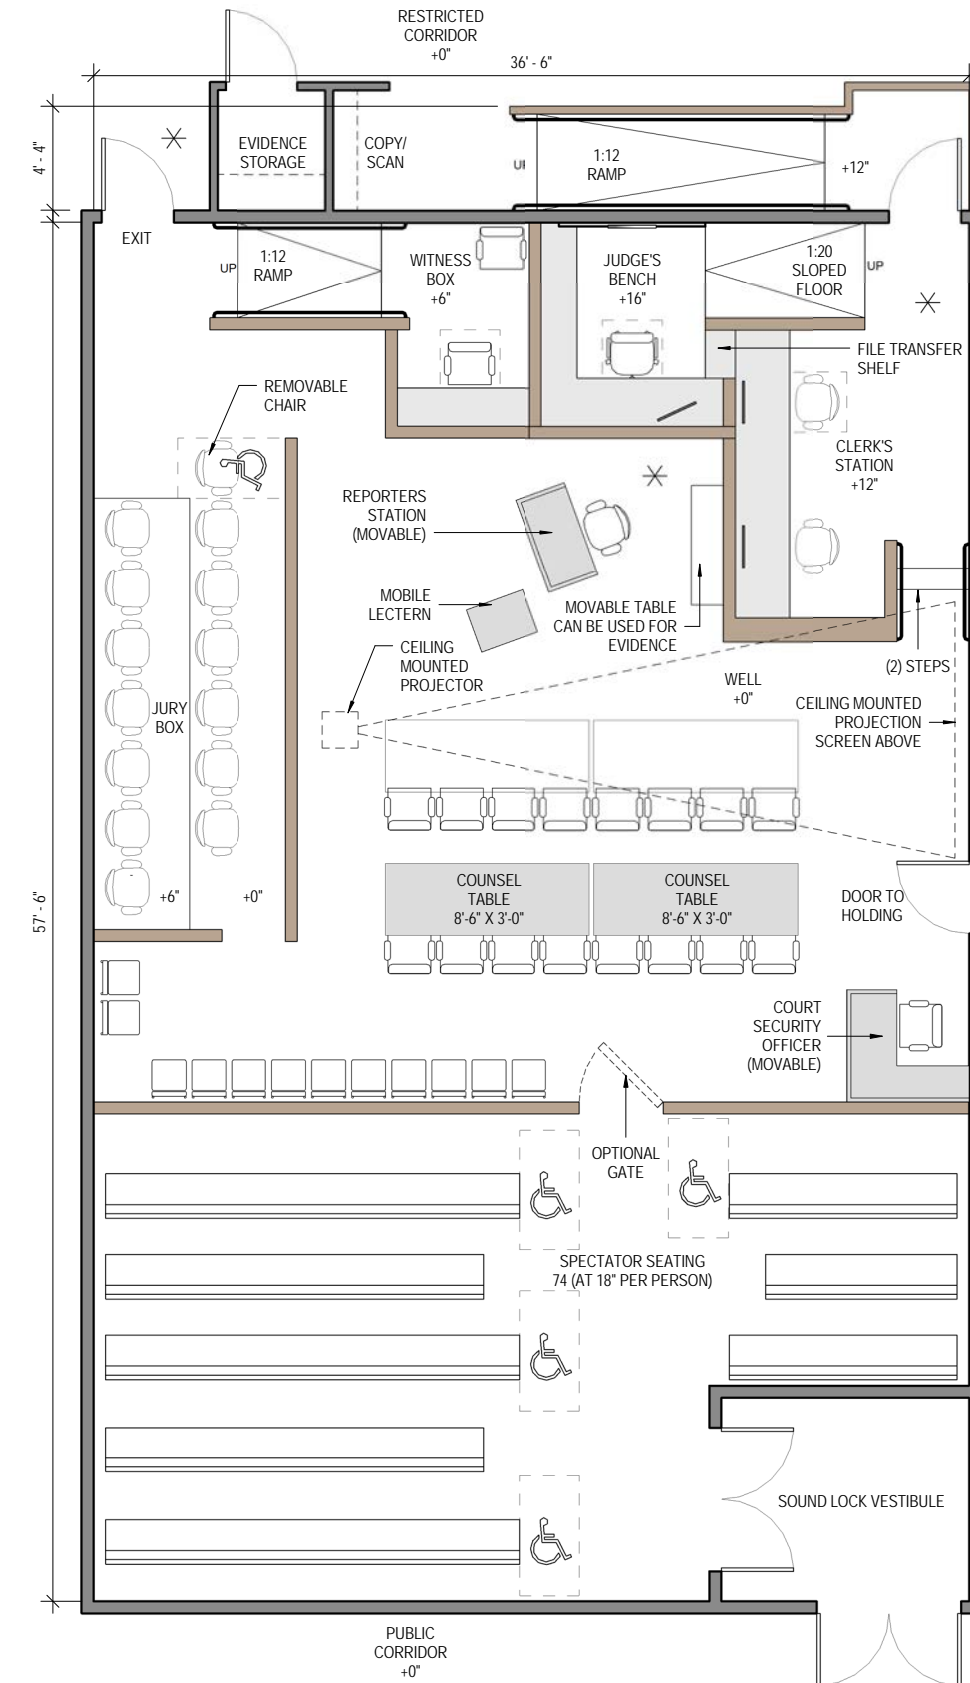 RESTRICTED
CORRIDOR
+0"
36' - 6"
4' - 4"
EVIDENCE
STORAGE
COPY/
SCAN
UP
1:12
RAMP
+12"
EXIT
UP
1:12
RAMP
WITNESS
BOX
+6"
JUDGE'S
BENCH
+16"
1:20
SLOPED
FLOOR
UP
FILE TRANSFER
SHELF
REMOVABLE
CHAIR
CLERK'S
STATION
+12"
REPORTERS
STATION
(MOVABLE)
MOBILE
LECTERN
MOVABLE TABLE
CAN BE USED FOR
EVIDENCE
CEILING
MOUNTED
PROJECTOR
(2) STEPS
WELL
+0"
CEILING MOUNTED
PROJECTION
SCREEN ABOVE
JURY
BOX
+6"
+0"
COUNSEL
TABLE
8'-6" X 3'-0"
COUNSEL
TABLE
8'-6" X 3'-0"
DOOR TO
HOLDING
57' - 6"
COURT
SECURITY
OFFICER
(MOVABLE)
OPTIONAL
GATE
SPECTATOR SEATING
74 (AT 18" PER PERSON)
SOUND LOCK VESTIBULE
PUBLIC
CORRIDOR
+0"